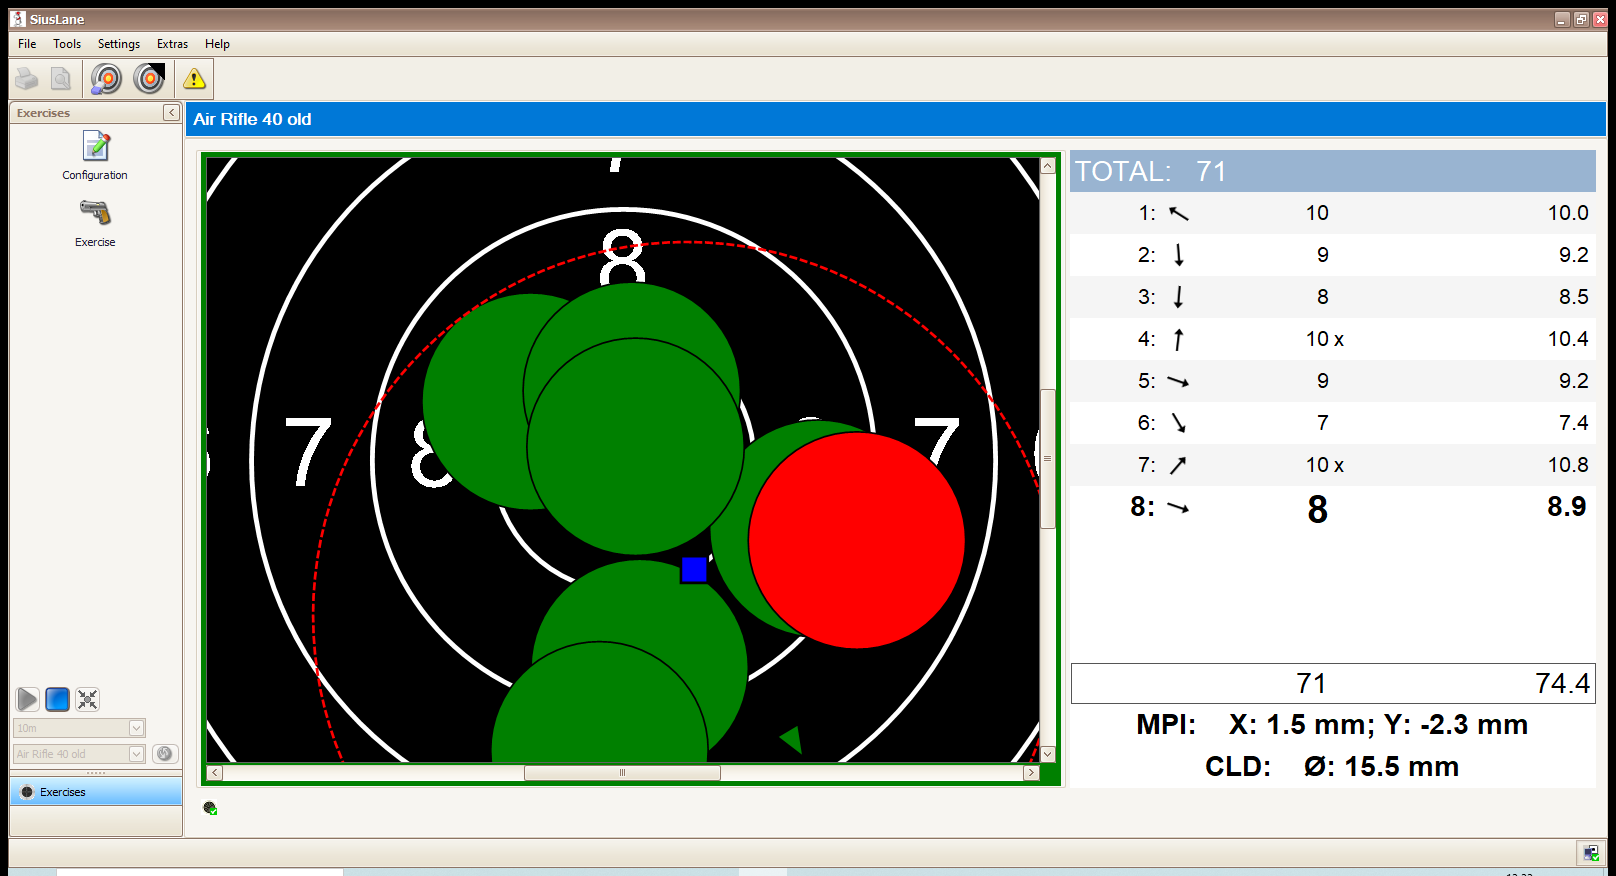 SiusLane
File Tools Settings Extras Help
Exercises
Configuration
Exercise
10m
Air Rifle 40 old
Exercises
Air Rifle 40 old
8
7 8 7
TOTAL: 71
1: 10 10.0
2: 9 9.2
3: 8 8.5
4: 10 x 10.4
5: 9 9.2
6: 7 7.4
7: 10 x 10.8
8: 8 8.9
71 74.4
MPI: X: 1.5 mm; Y: -2.3 mm
CLD: Ø: 15.5 mm